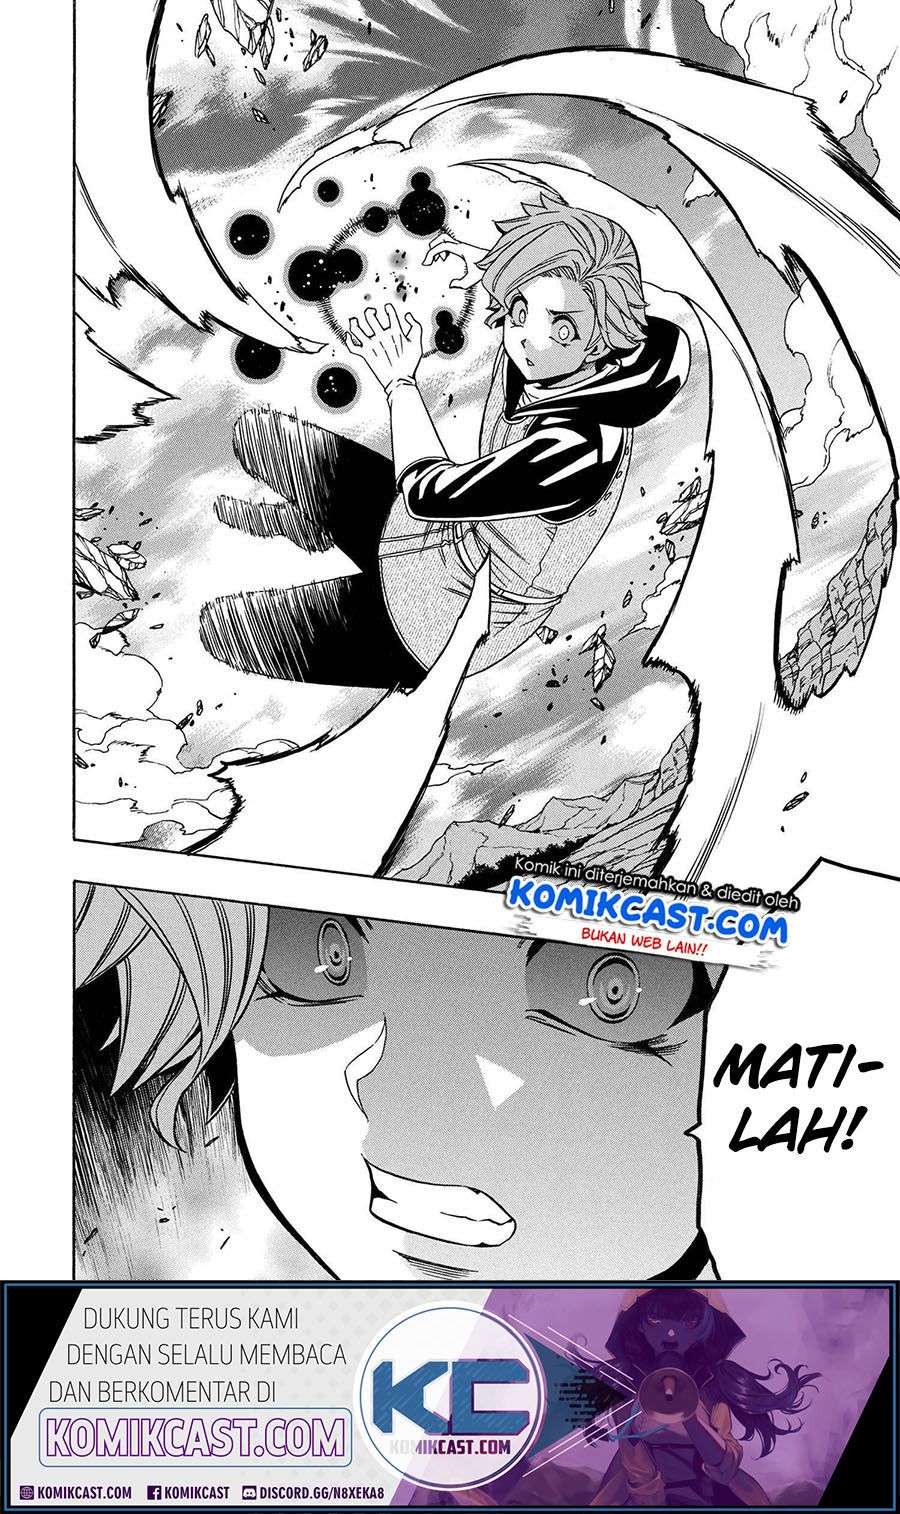 Komik ini diterjemahkan & diedit oleh
KOMIKCAST.COM
BUKAN WEB LAIN!!
MATI-
LAH!
DUKUNG TERUS KAMI
DENGAN SELALU MEMBACA
DAN BERKOMENTAR DI
KOMIKCAST.COM
KC
KOMIKCAST.COM
KOMIKCAST.COM
KOMIKCAST
DISCORD.GG/N8XEKA8